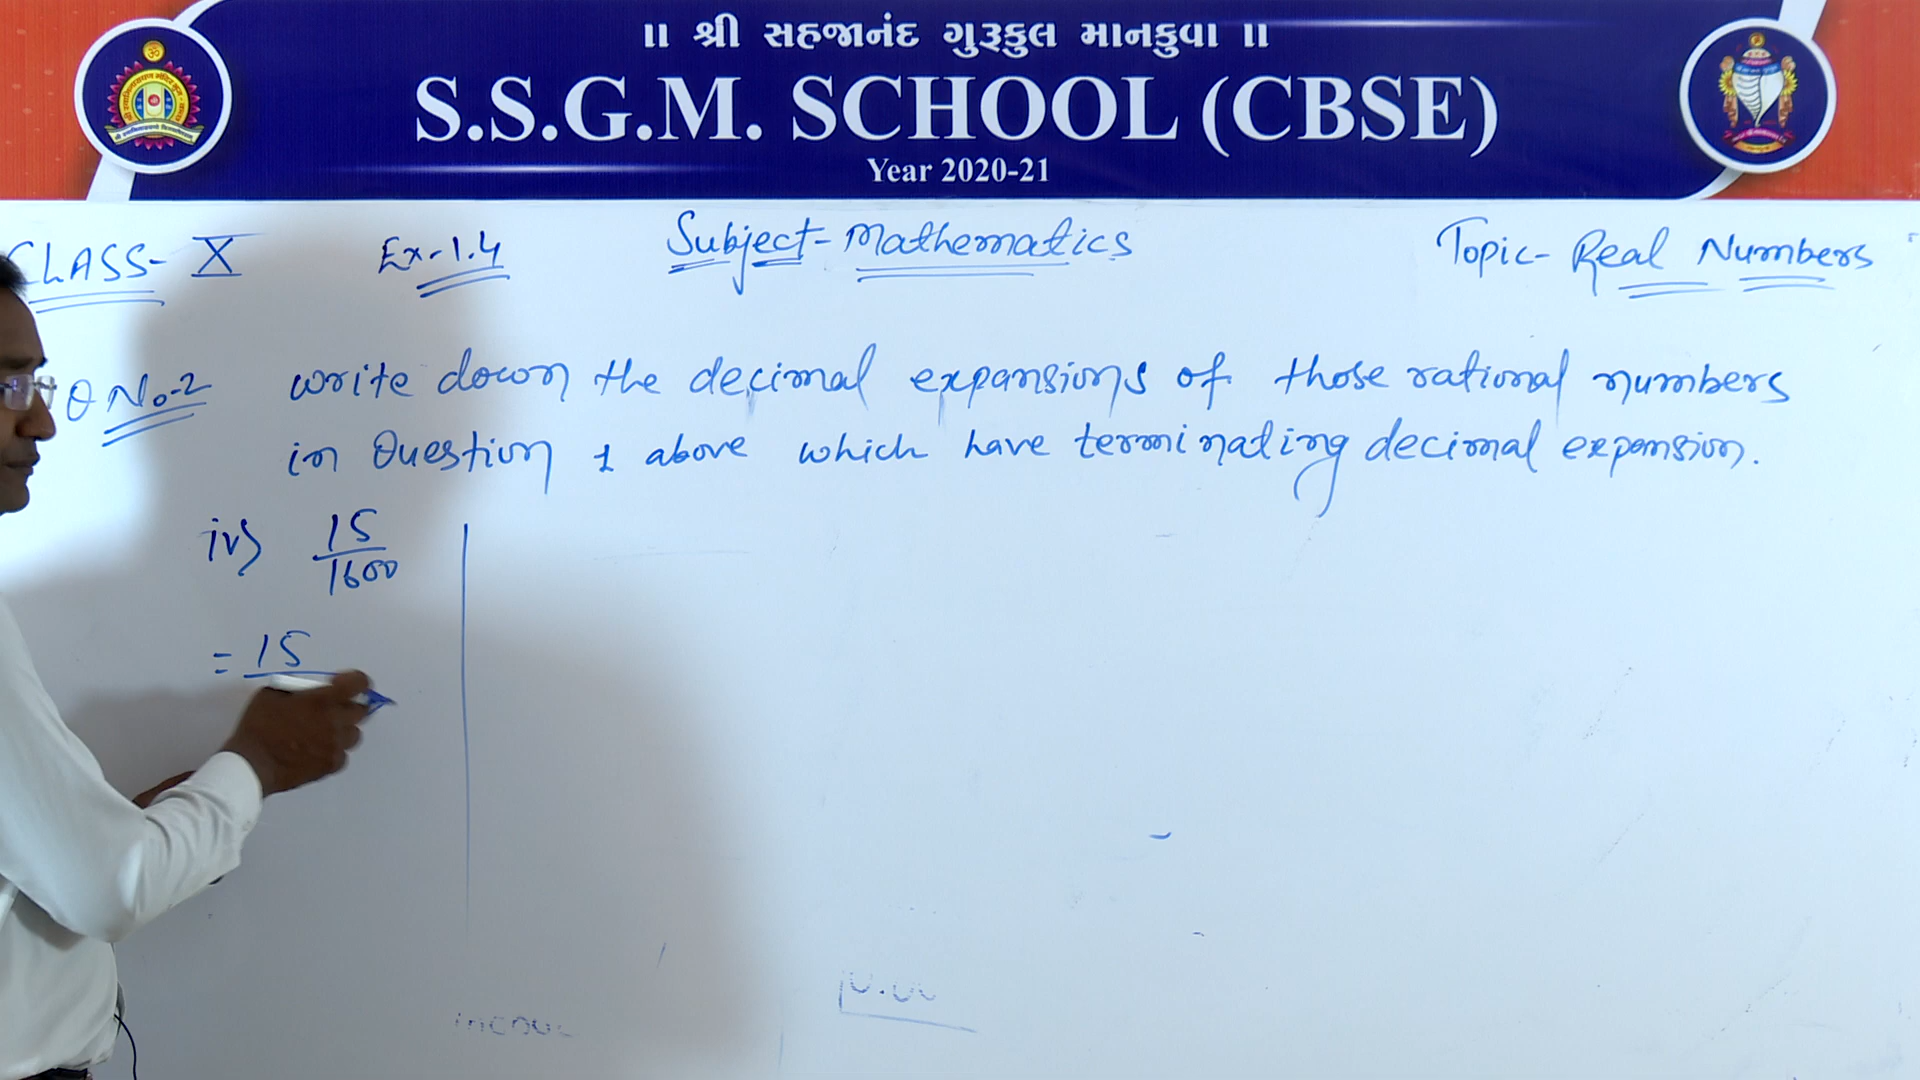 ॥ શ્રી સહજાનંદ ગુરૂકુલ માનકુવા ॥
S.S.G.M. SCHOOL (CBSE)
Year 2020-21
CLASS- X Ex-1.4 Subject-Mathematics Topic- Real Numbers
Q No-2 write down the decimal expansions of those rational numbers
in Question 1 above which have terminating decimal expansion.
iv) 15
1600
= 15